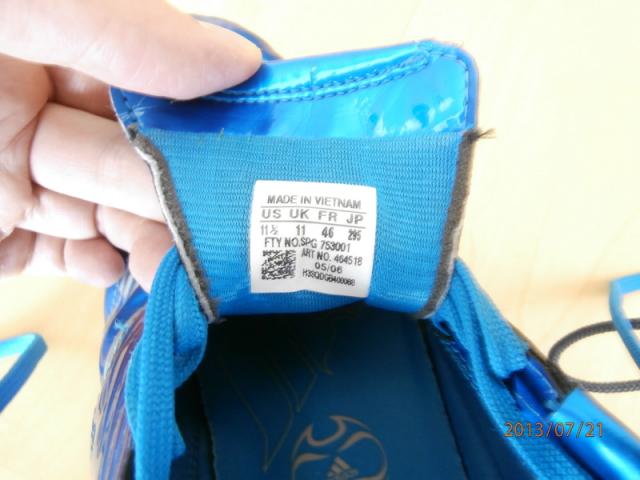 MADE IN VIETNAM
US UK FR JP
11½ 11 46 295
FTY NO.SPG 753001
ART NO. 464518
05/06
2013/07/21